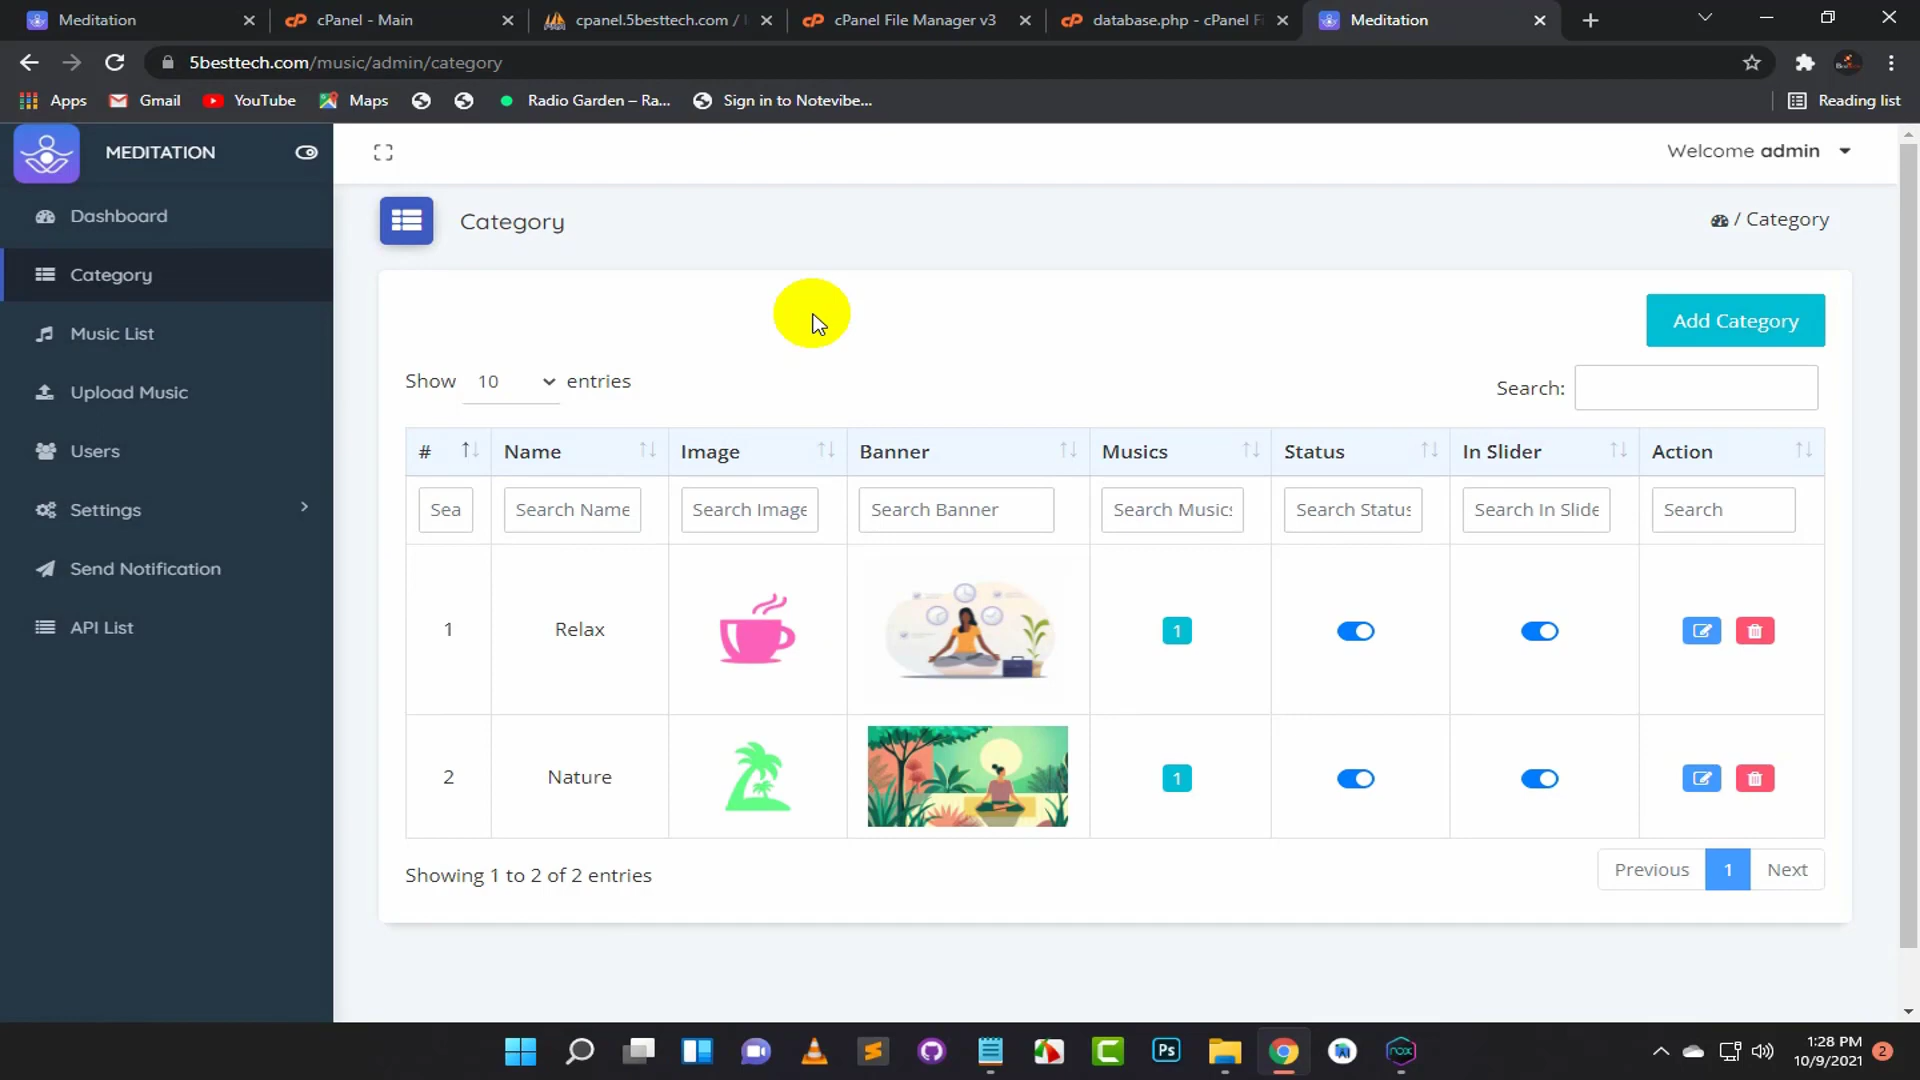 Meditation
cPanel - Main
cpanel.5besttech.com /
cPanel File Manager v3
database.php - cPanel F
Meditation
5besttech.com/music/admin/category
Apps
Gmail
YouTube
Maps
Radio Garden – Ra...
Sign in to Notevibe...
Reading list
MEDITATION
Welcome admin
Dashboard
Category
Music List
Upload Music
Users
Settings
Send Notification
API List
Category
/ Category
Add Category
Show 10 entries
Search:
# Name Image Banner Musics Status In Slider Action
Sea Search Name Search Image Search Banner Search Musics Search Status Search In Slide Search
1 Relax 1
2 Nature 1
Showing 1 to 2 of 2 entries
Previous 1 Next
Ps
nox
1:28 PM
10/9/2021
2